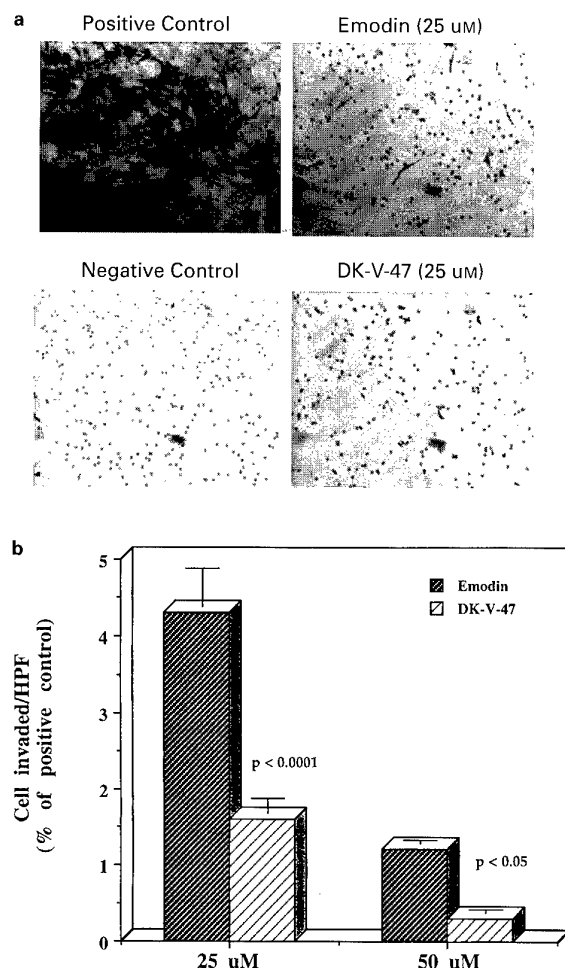 a
Positive Control
Emodin (25 uM)
Negative Control
DK-V-47 (25 uM)
b
Cell invaded/HPF
(% of positive control)
5
4
3
2
1
0
Emodin
DK-V-47
p < 0.0001
p < 0.05
25 uM
50 uM